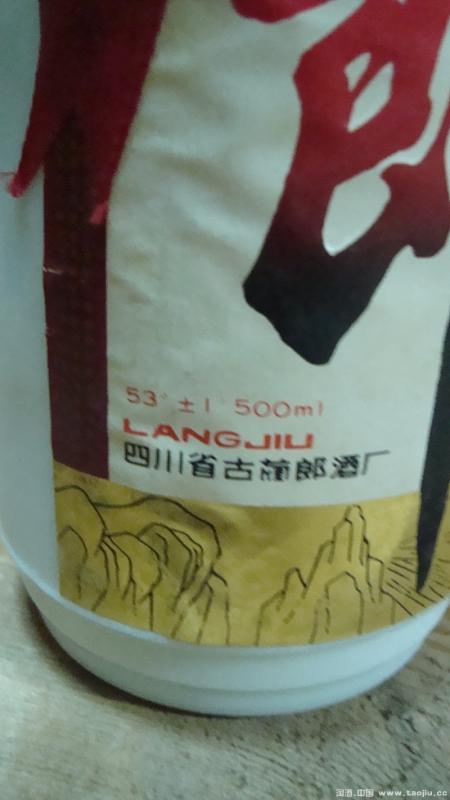 郎
53°±1 500ml
LANGJIU
四川省古蔺郎酒厂
淘酒.中国 www.taojiu.cc